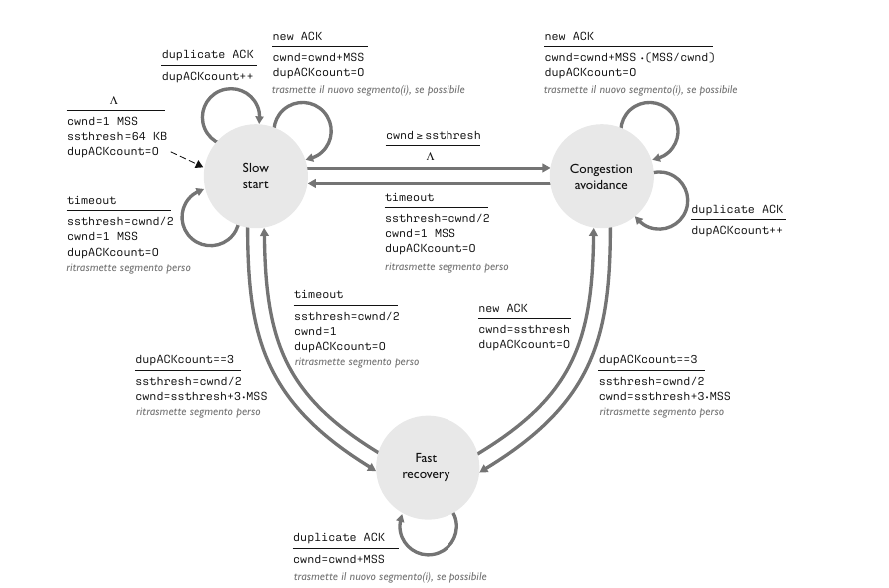 new ACK
cwnd=cwnd+MSS
dupACKcount=0
trasmette il nuovo segmento(i), se possibile
new ACK
cwnd=cwnd+MSS·(MSS/cwnd)
dupACKcount=0
trasmette il nuovo segmento(i), se possibile
duplicate ACK
dupACKcount++
Λ
cwnd=1 MSS
ssthresh=64 KB
dupACKcount=0
Slow
start
cwnd≥ssthresh
Λ
Congestion
avoidance
timeout
ssthresh=cwnd/2
cwnd=1 MSS
dupACKcount=0
ritrasmette segmento perso
timeout
ssthresh=cwnd/2
cwnd=1 MSS
dupACKcount=0
ritrasmette segmento perso
duplicate ACK
dupACKcount++
timeout
ssthresh=cwnd/2
cwnd=1
dupACKcount=0
ritrasmette segmento perso
new ACK
cwnd=ssthresh
dupACKcount=0
dupACKcount==3
ssthresh=cwnd/2
cwnd=ssthresh+3·MSS
ritrasmette segmento perso
dupACKcount==3
ssthresh=cwnd/2
cwnd=ssthresh+3·MSS
ritrasmette segmento perso
Fast
recovery
duplicate ACK
cwnd=cwnd+MSS
trasmette il nuovo segmento(i), se possibile